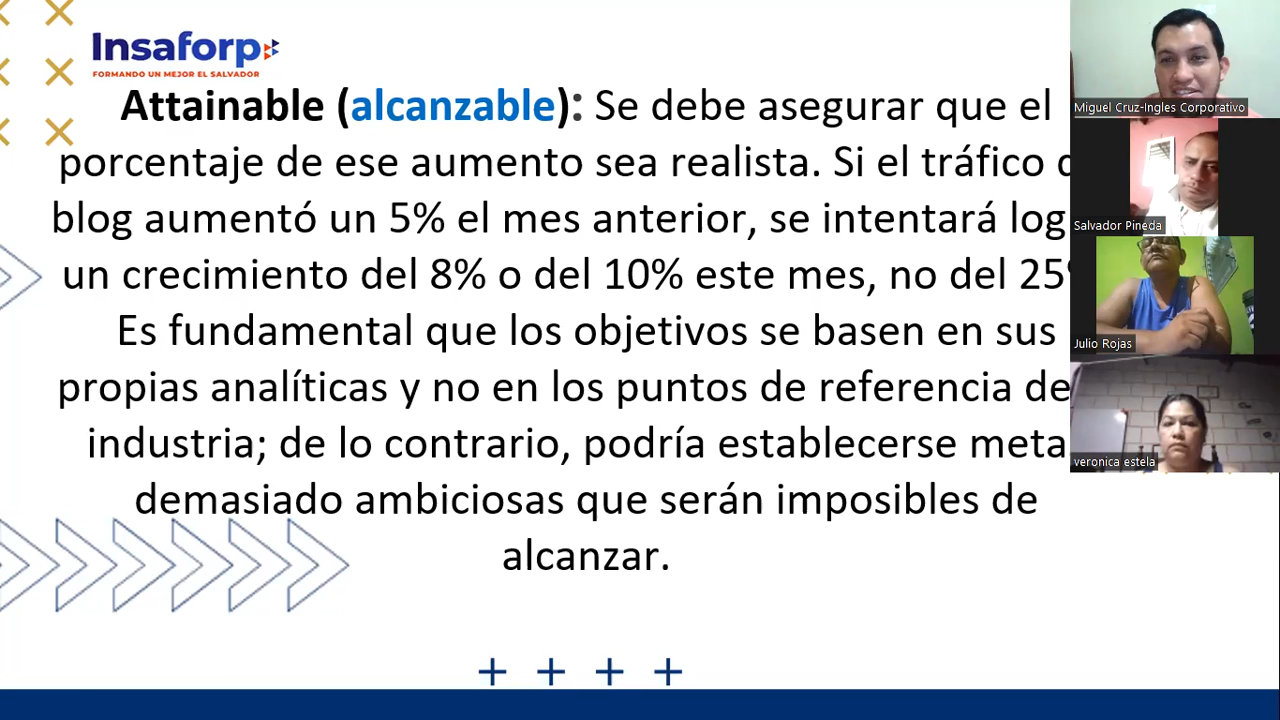 Insaforp
FORMANDO UN MEJOR EL SALVADOR
Attainable (alcanzable): Se debe asegurar que el
porcentaje de ese aumento sea realista. Si el tráfico
blog aumentó un 5% el mes anterior, se intentará
un crecimiento del 8% o del 10% este mes, no del
Es fundamental que los objetivos se basen en sus
propias analíticas y no en los puntos de referencia de
industria; de lo contrario, podría establecerse meta
demasiado ambiciosas que serán imposibles de
alcanzar.
Miguel Cruz-Ingles Corporativo
Salvador Pineda
Julio Rojas
veronica estela